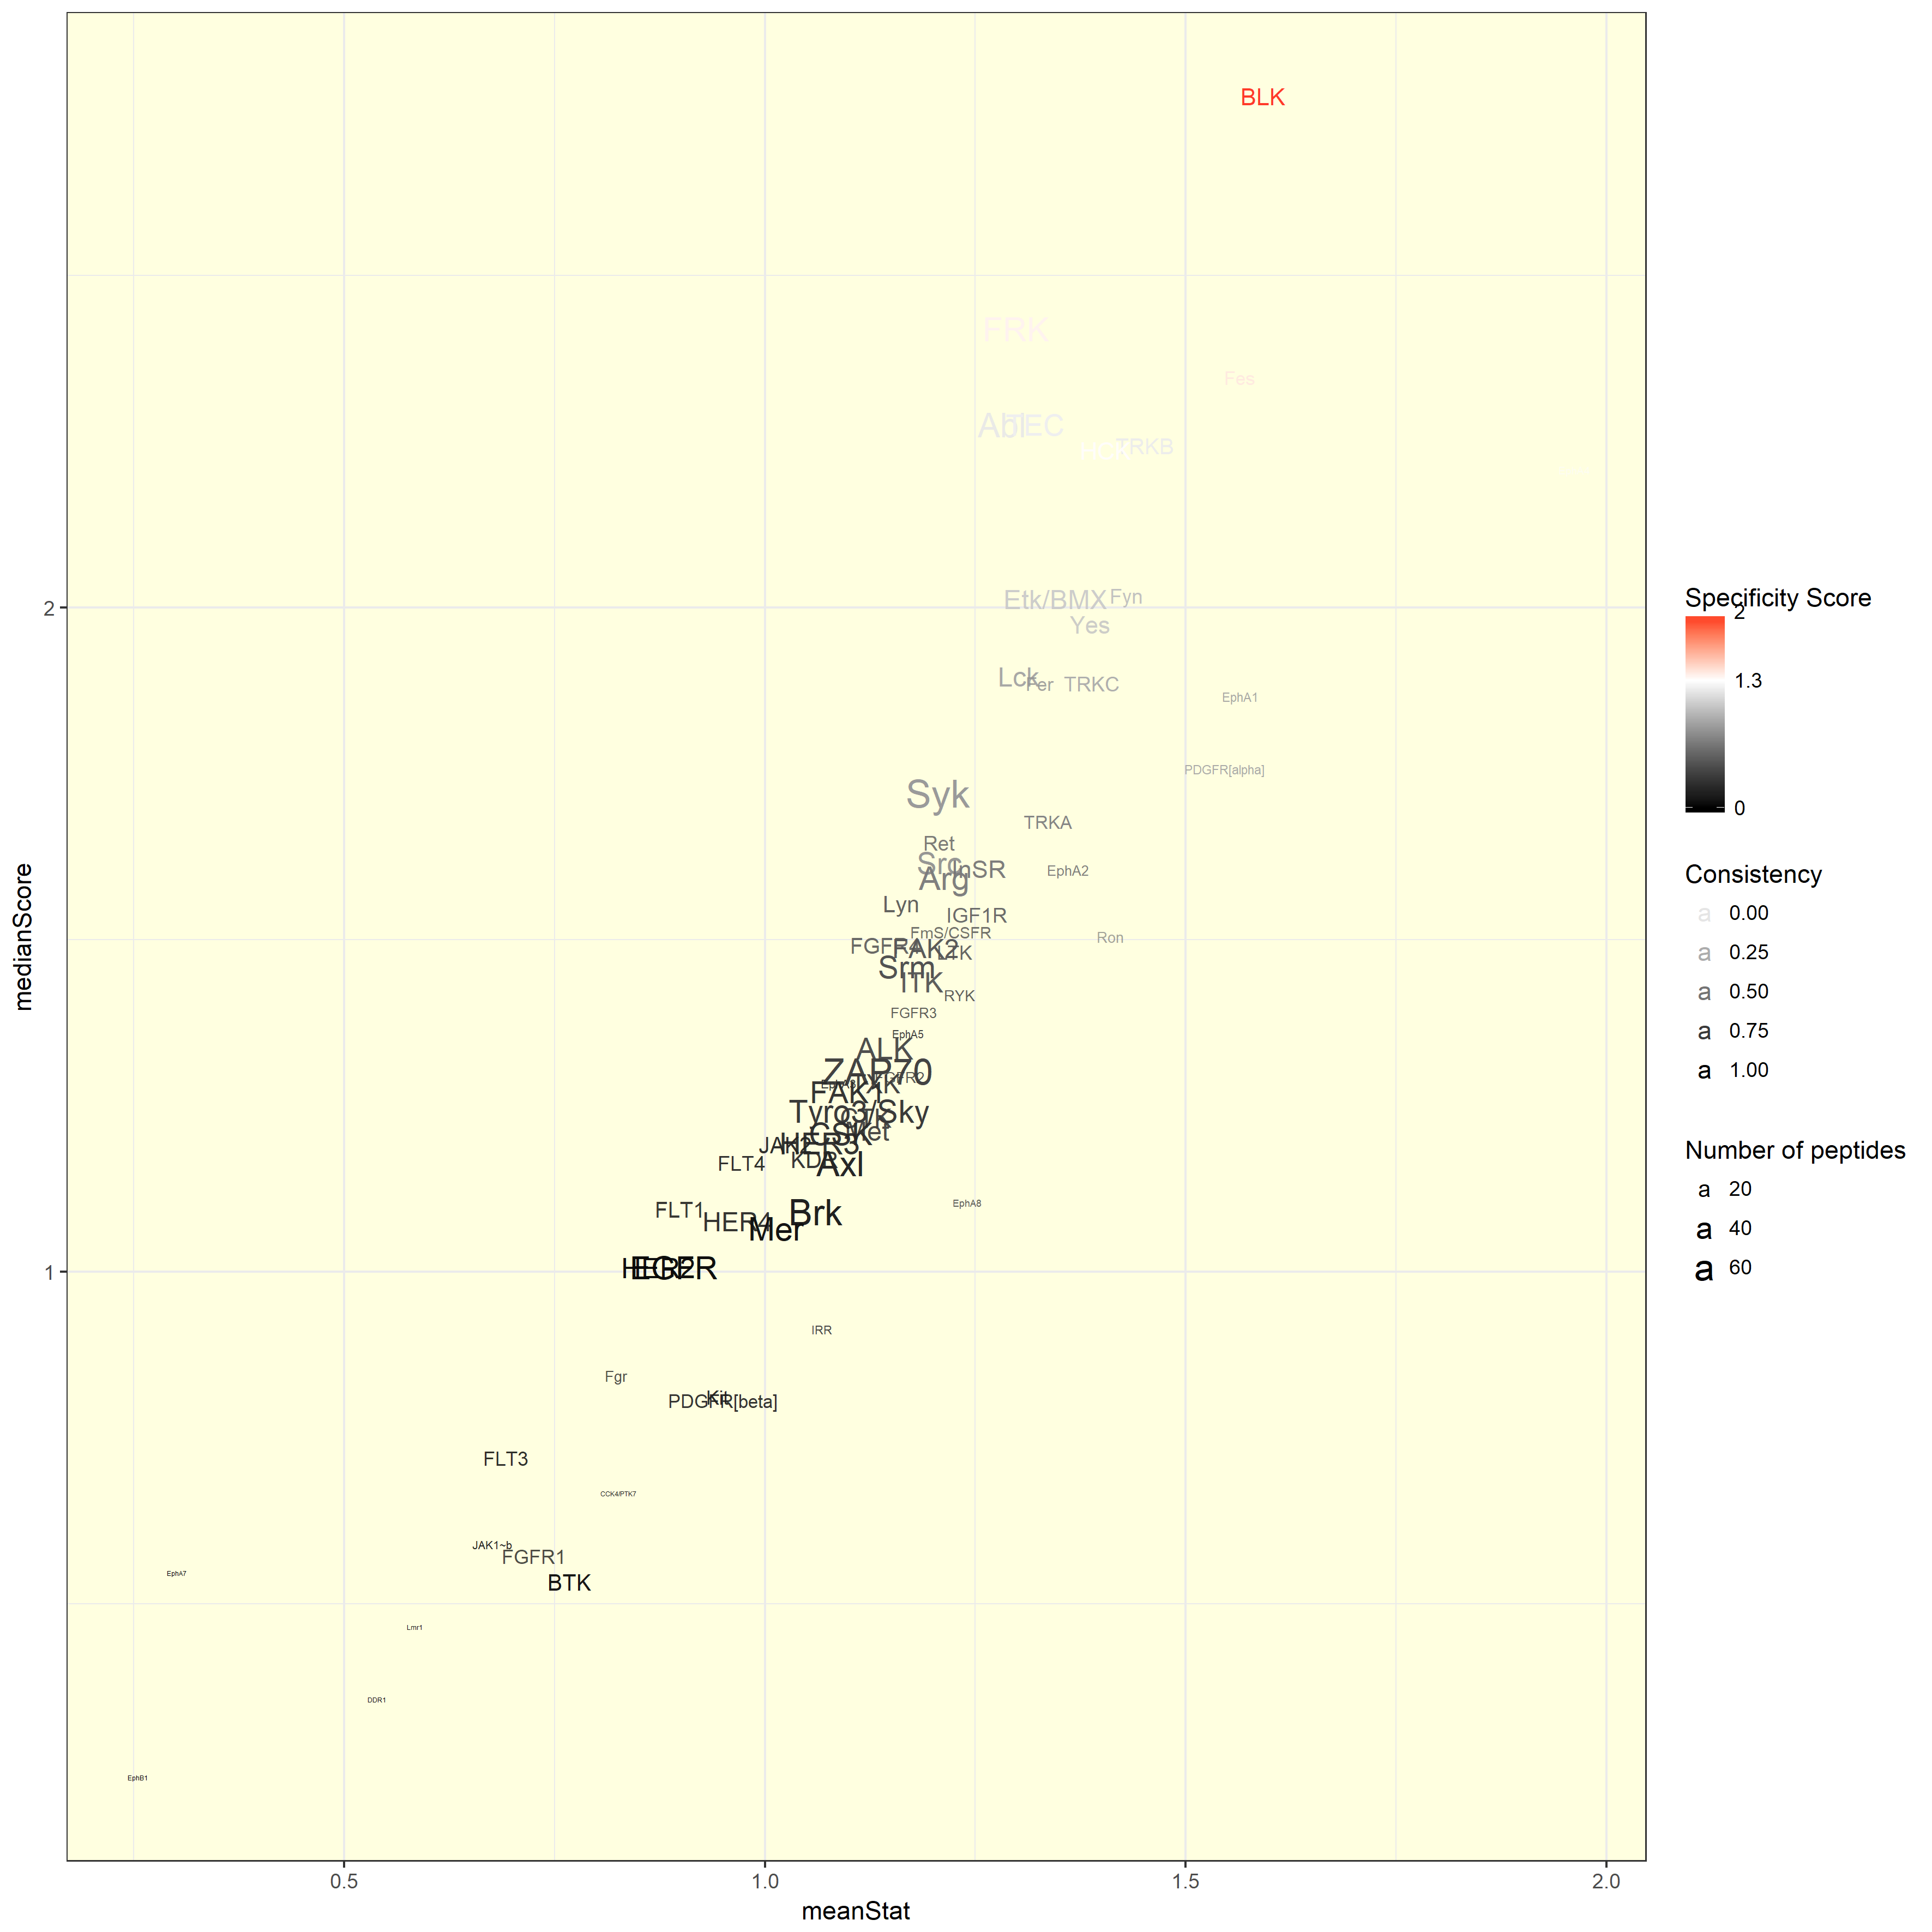 BLK
FRK
Fes
Abl
TEC
TRKB
Etk/BMX
Fyn
2
Yes
Lck
Fer
TRKC
EphA1
PDGFR[alpha]
Syk
TRKA
Ret
Src
InSR
EphA2
Arg
Lyn
IGF1R
FmS/CSFR
Ron
FGFR4
FAK2
LTK
Srm
ITK
RYK
FGFR3
EphA5
ALK
ZAP70
FGFR2
FAK1
Tyro3/Sky
CSK
Met
JAK2
HER3
KDR
Axl
FLT4
EphA8
FLT1
Brk
HER4
Mer
HER2
EGFR
1
IRR
Fgr
Kit
PDGFR[beta]
FLT3
CCK4/PTK7
JAK1~b
FGFR1
EphA7
BTK
Lmr1
DDR1
EphB1
0.5
1.0
1.5
2.0
meanStat
medianScore
Specificity Score
2
1.3
0
Consistency
a 0.00
a 0.25
a 0.50
a 0.75
a 1.00
Number of peptides
a 20
a 40
a 60